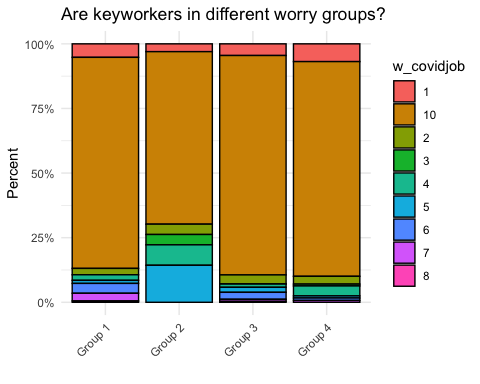 Are keyworkers in different worry groups?
100%
75%
50%
25%
0%
Percent
Group 1
Group 2
Group 3
Group 4
w_covidjob
1
10
2
3
4
5
6
7
8